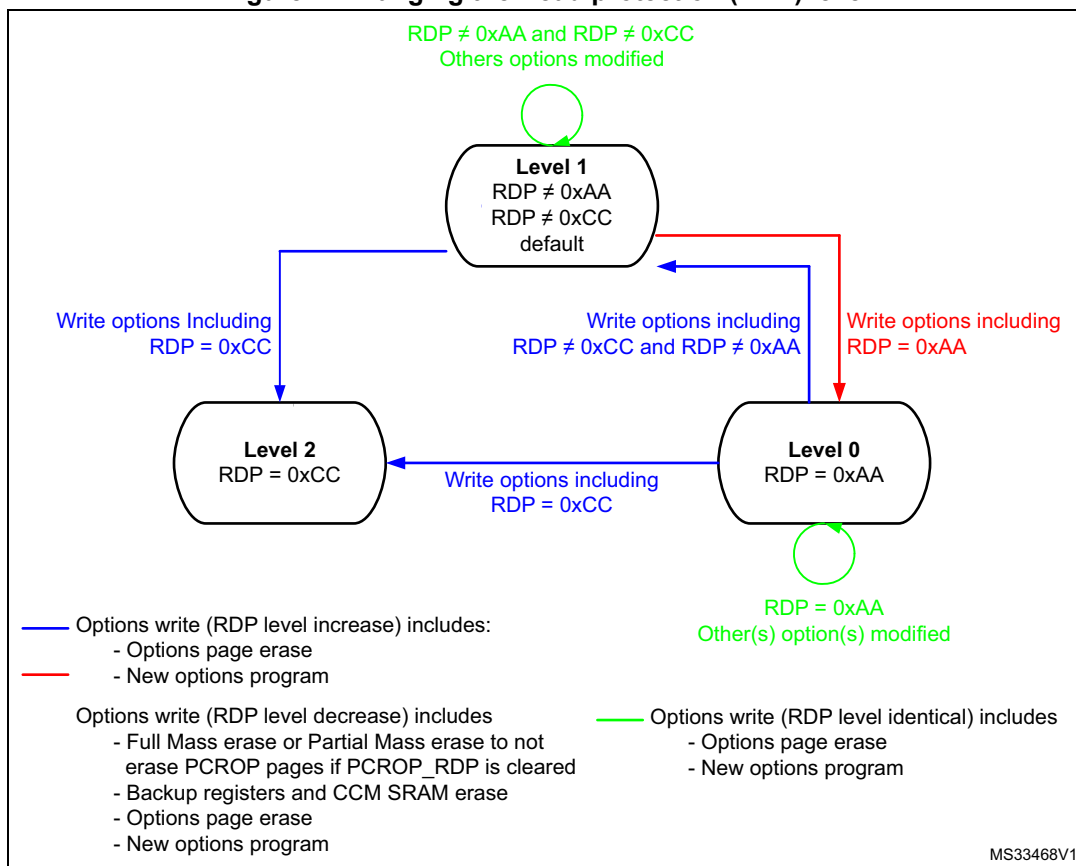 RDP ≠ 0xAA and RDP ≠ 0xCC
Others options modified
Level 1
RDP ≠ 0xAA
RDP ≠ 0xCC
default
Write options Including
RDP = 0xCC
Write options including
RDP ≠ 0xCC and RDP ≠ 0xAA
Write options including
RDP = 0xAA
Level 2
RDP = 0xCC
Write options including
RDP = 0xCC
Level 0
RDP = 0xAA
RDP = 0xAA
Other(s) option(s) modified
Options write (RDP level increase) includes:
- Options page erase
- New options program
Options write (RDP level decrease) includes
- Full Mass erase or Partial Mass erase to not
erase PCROP pages if PCROP_RDP is cleared
- Backup registers and CCM SRAM erase
- Options page erase
- New options program
Options write (RDP level identical) includes
- Options page erase
- New options program
MS33468V1